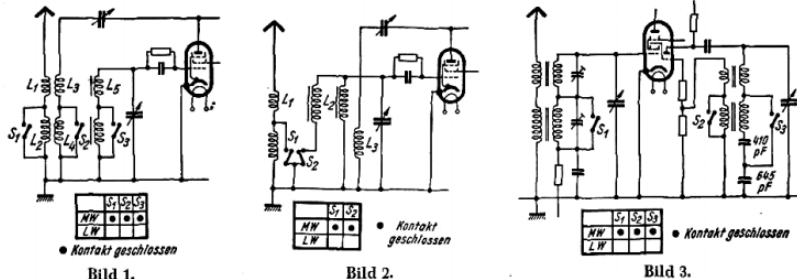 L1 L3 L5
S1 L2 L4 S2 S3
S1 S2 S3
MW ● ● ●
LW
● Kontakt geschlossen
Bild 1.
L1 L2
S1
S2 L3
S1 S2
MW ● ●
LW
● Kontakt
geschlossen
Bild 2.
S1 S2 S3
410
pF
645
pF
S1 S2 S3
MW ● ● ●
LW
● Kontakt geschlossen
Bild 3.